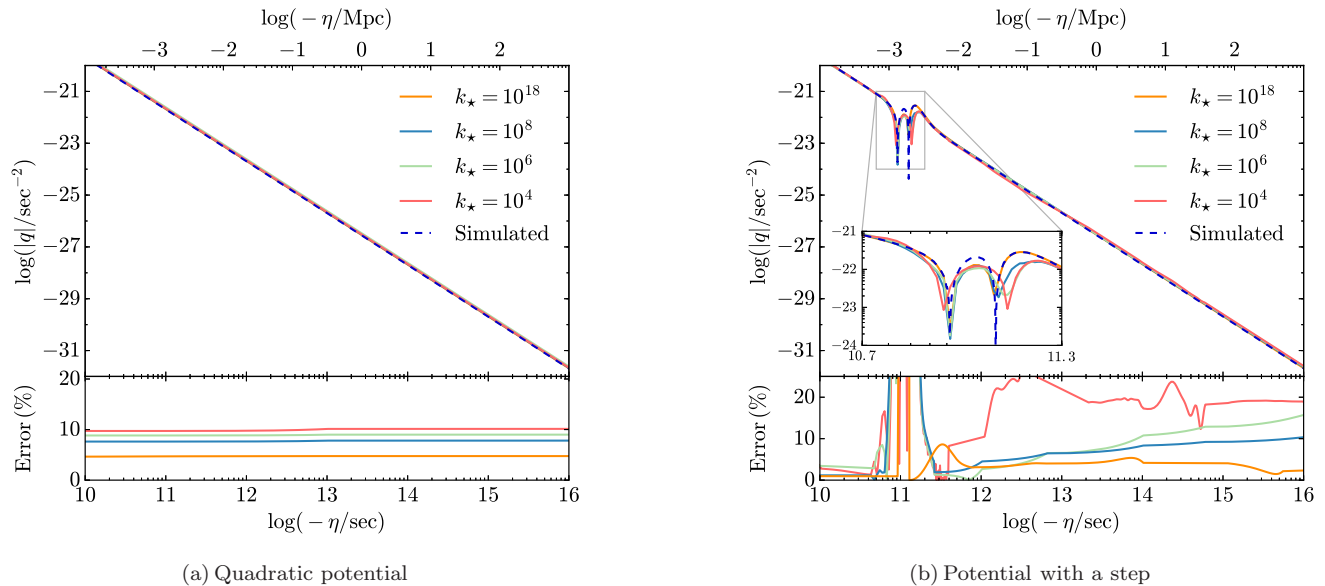 log(−η/Mpc)
−3 −2 −1 0 1 2
log(|q|/sec⁻²)
−21
−23
−25
−27
−29
−31
k⋆ = 10¹⁸
k⋆ = 10⁸
k⋆ = 10⁶
k⋆ = 10⁴
Simulated
Error (%)
20
10
0
10 11 12 13 14 15 16
log(−η/sec)
(a) Quadratic potential
log(−η/Mpc)
−3 −2 −1 0 1 2
log(|q|/sec⁻²)
−21
−23
−25
−27
−29
−31
k⋆ = 10¹⁸
k⋆ = 10⁸
k⋆ = 10⁶
k⋆ = 10⁴
Simulated
−21
−22
−23
−24
10.7 11.3
Error (%)
20
10
0
10 11 12 13 14 15 16
log(−η/sec)
(b) Potential with a step